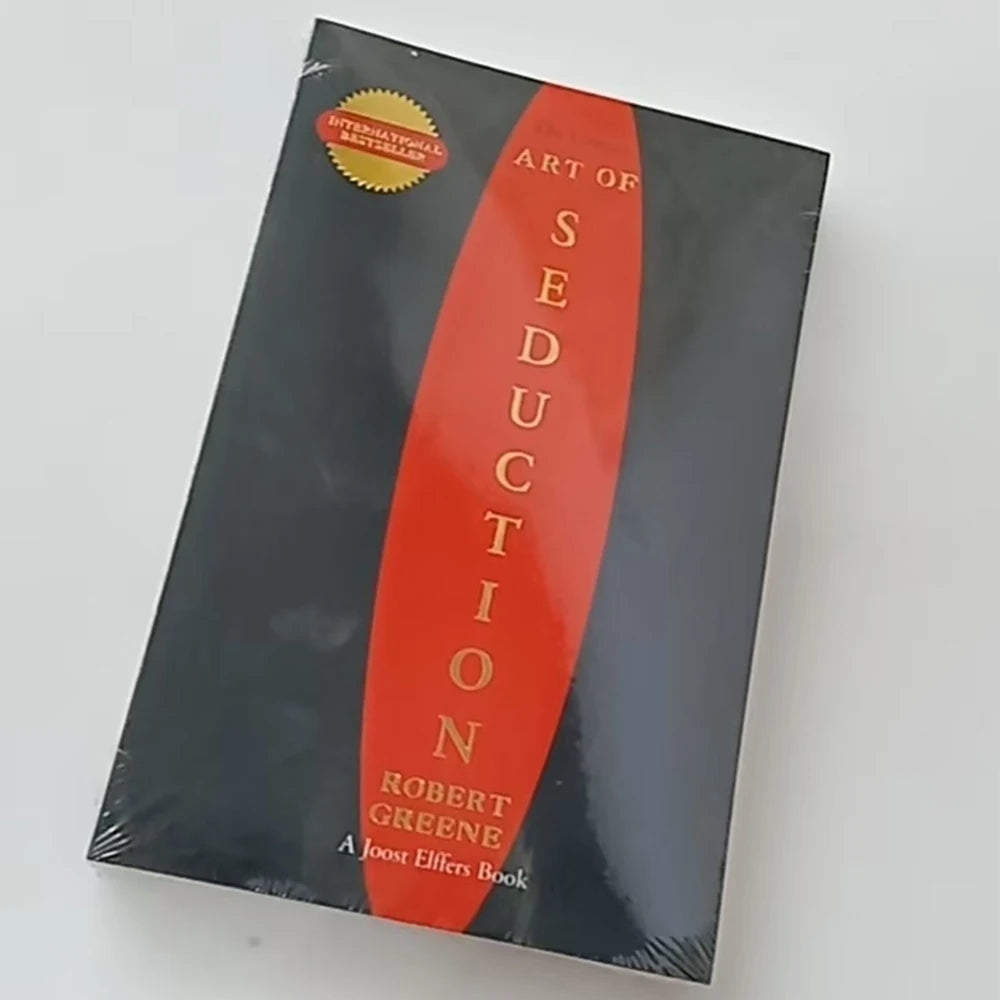 INTERNATIONAL
BESTSELLER
ART OF
SEDUCTION
ROBERT
GREENE
A Joost Elffers Book